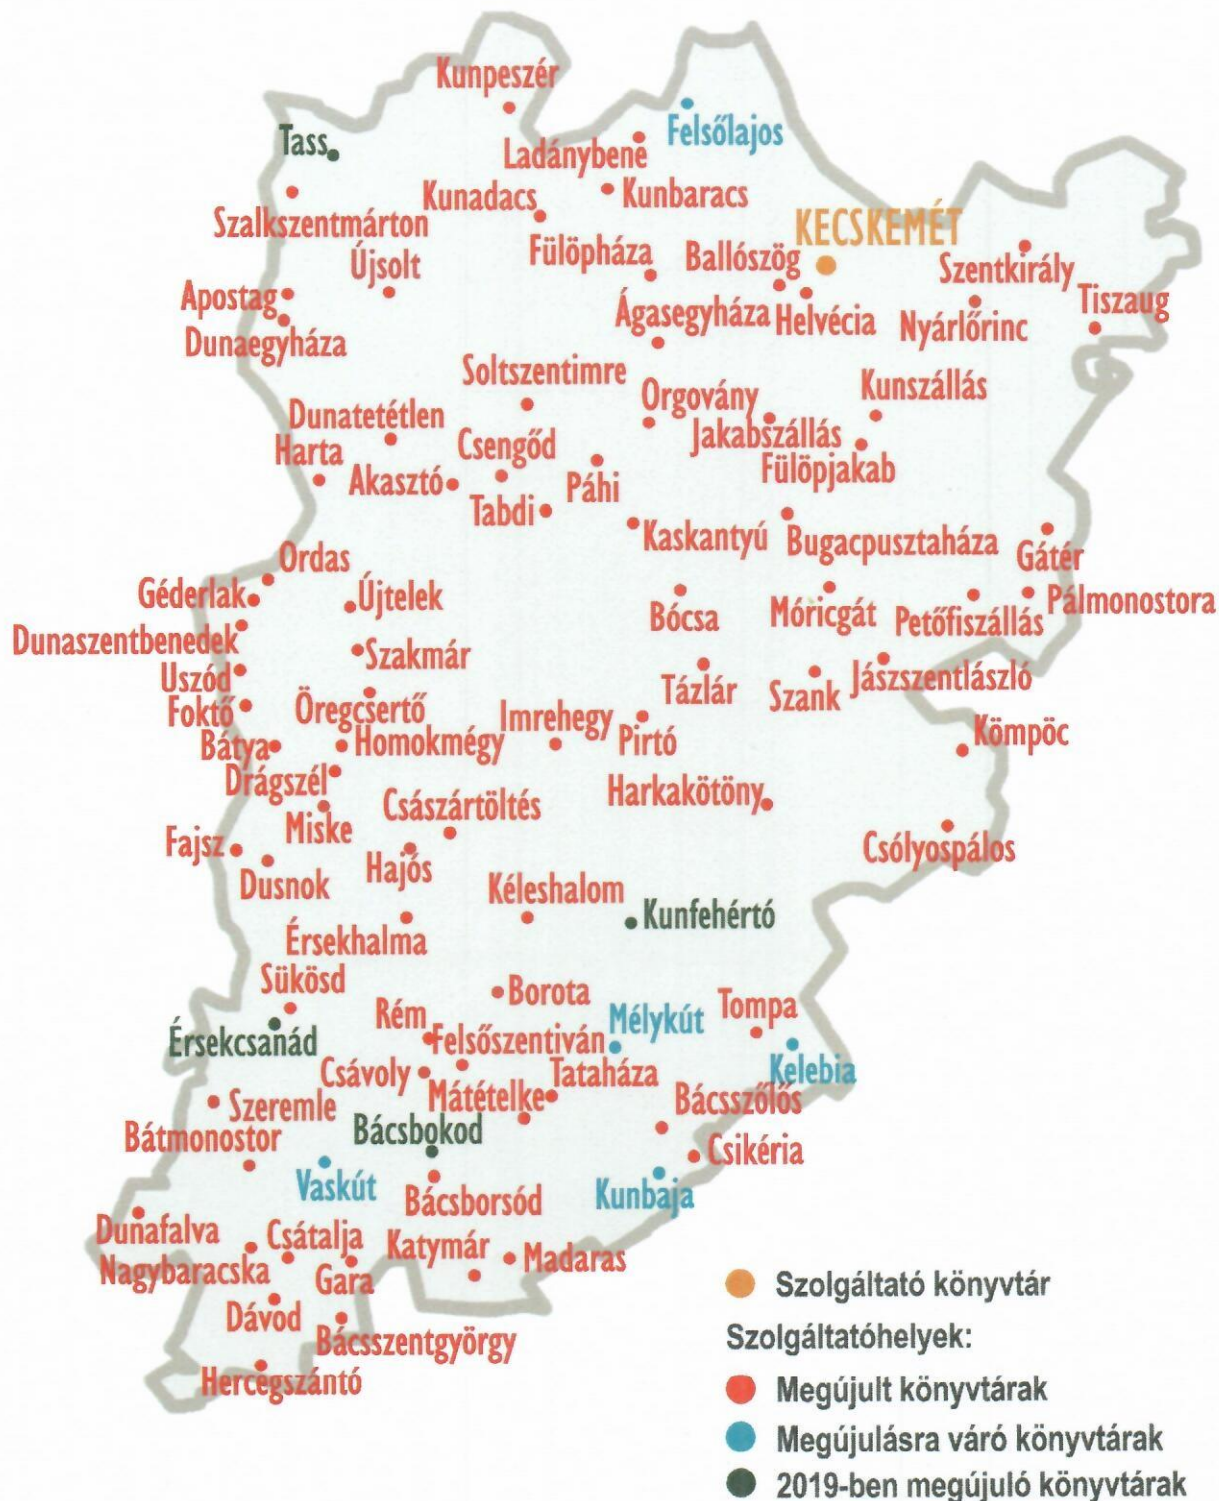 Kunpeszér
Felsőlajos
Tass
Ladánybene
Kunadacs
Kunbaracs
Szalkszentmárton
KECSKEMÉT
Fülöpháza
Ballószög
Újsolt
Szentkirály
Apostag
Ágasegyháza
Helvécia
Nyárlőrinc
Tiszaug
Dunaegyháza
Soltszentimre
Orgovány
Kunszállás
Dunatetétlen
Jakabszállás
Harta
Csengőd
Fülöpjakab
Akasztó
Páhi
Tabdi
Kaskantyú
Bugacpusztaháza
Gátér
Ordas
Géderlak
Újtelek
Bócsa
Móricgát
Petőfiszállás
Pálmonostora
Dunaszentbenedek
Szakmár
Uszód
Tázlár
Szank
Jászszentlászló
Foktő
Öregcsertő
Imrehegy
Pirtó
Kömpöc
Bátya
Homokmégy
Drágszél
Harkakötöny
Császártöltés
Miske
Fajsz
Csólyospálos
Dusnok
Hajós
Kéleshalom
Kunfehértó
Érsekhalma
Sükösd
Borota
Rém
Mélykút
Tompa
Érsekcsanád
Felsőszentiván
Kelebia
Csávoly
Tataháza
Szeremle
Mátételke
Bácsszőlős
Bátmonostor
Bácsbokod
Csikéria
Vaskút
Bácsborsód
Kunbaja
Dunafalva
Csátalja
Katymár
Madaras
Nagybaracska
Gara
Dávod
Bácsszentgyörgy
Hercegszántó
Szolgáltató könyvtár
Szolgáltatóhelyek:
Megújult könyvtárak
Megújulásra váró könyvtárak
2019-ben megújuló könyvtárak